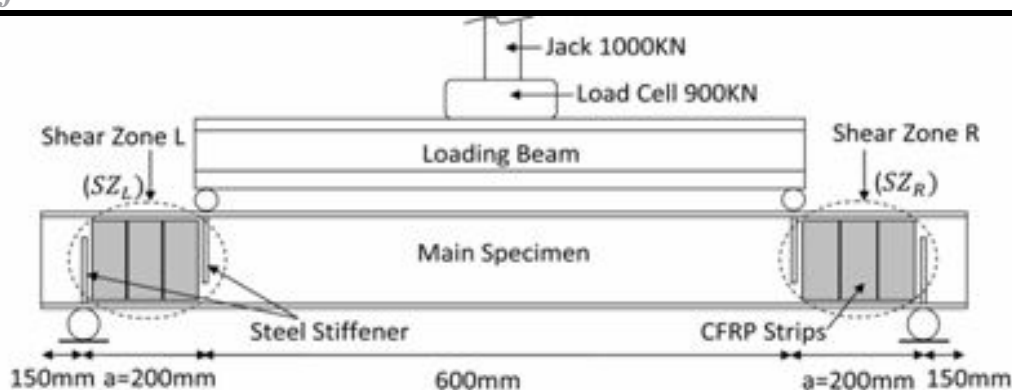 Jack 1000KN
Load Cell 900KN
Shear Zone L
(SZL)
Loading Beam
Shear Zone R
(SZR)
Main Specimen
Steel Stiffener
CFRP Strips
150mm a=200mm 600mm a=200mm 150mm